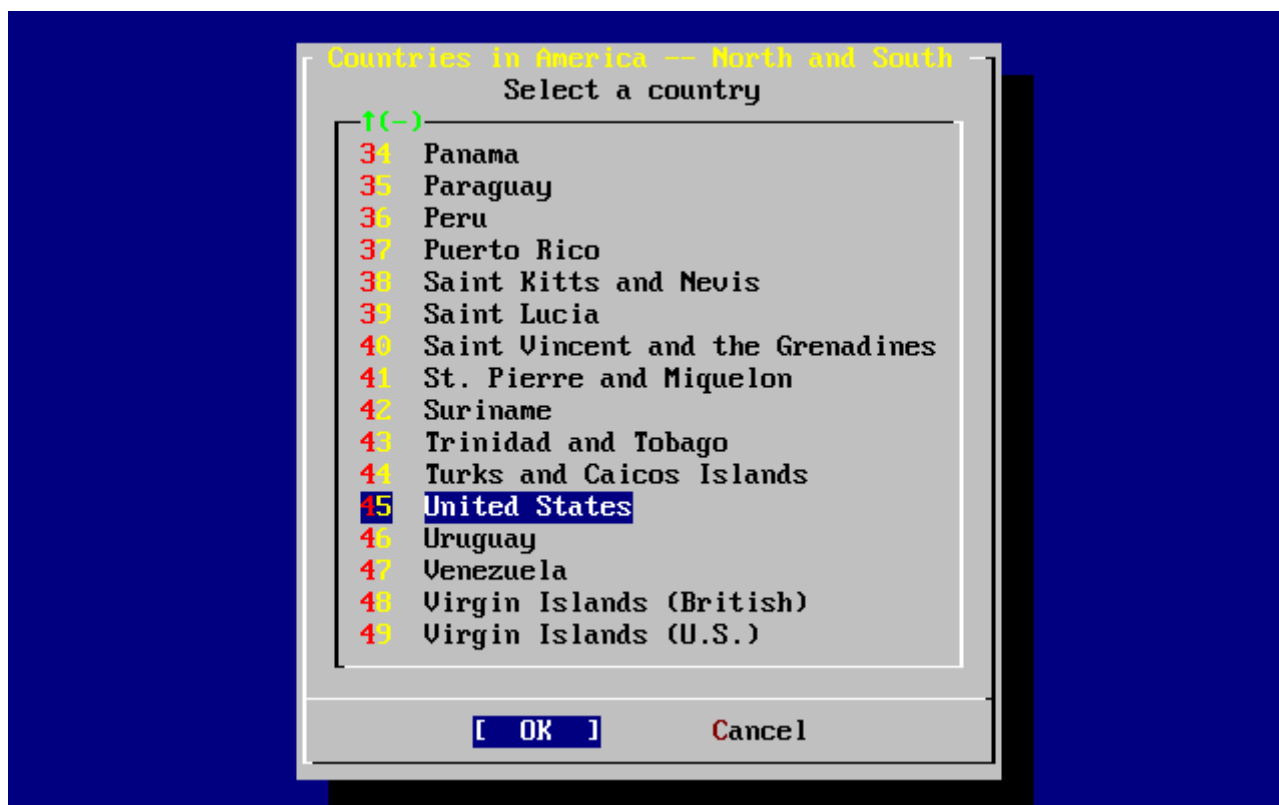 Countries in America -- North and South
Select a country
↑(-)
34 Panama
35 Paraguay
36 Peru
37 Puerto Rico
38 Saint Kitts and Nevis
39 Saint Lucia
40 Saint Vincent and the Grenadines
41 St. Pierre and Miquelon
42 Suriname
43 Trinidad and Tobago
44 Turks and Caicos Islands
45 United States
46 Uruguay
47 Venezuela
48 Virgin Islands (British)
49 Virgin Islands (U.S.)
[ OK ] Cancel